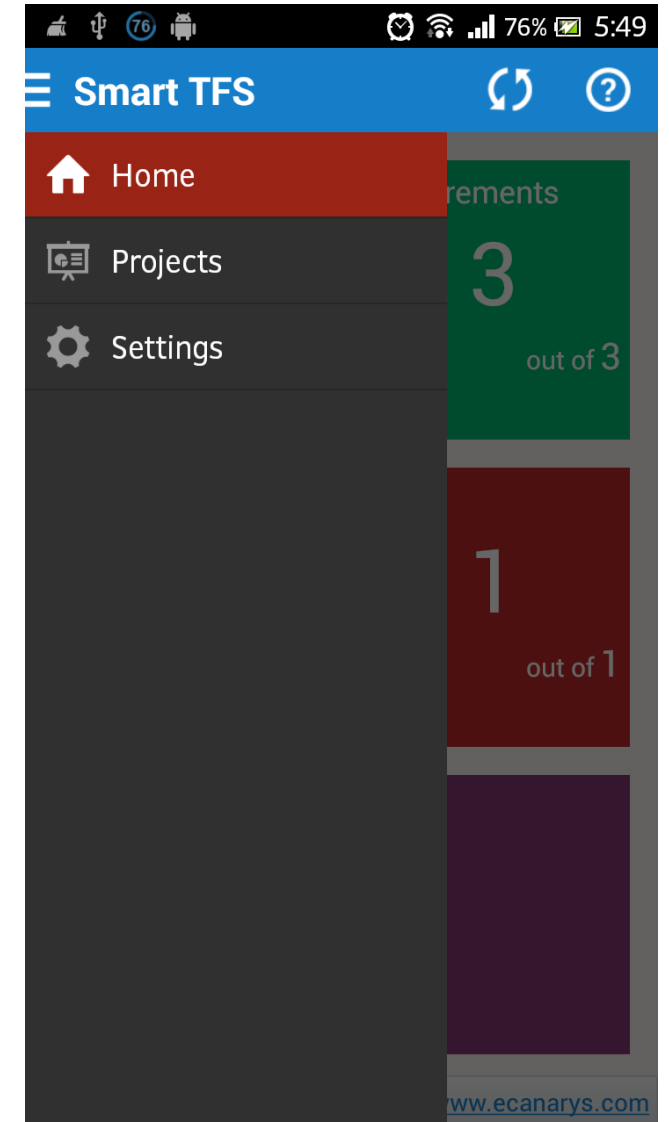 76 76% 5:49
Smart TFS
Home
Projects
Settings
rements
3
out of 3
1
out of 1
ww.ecanarys.com